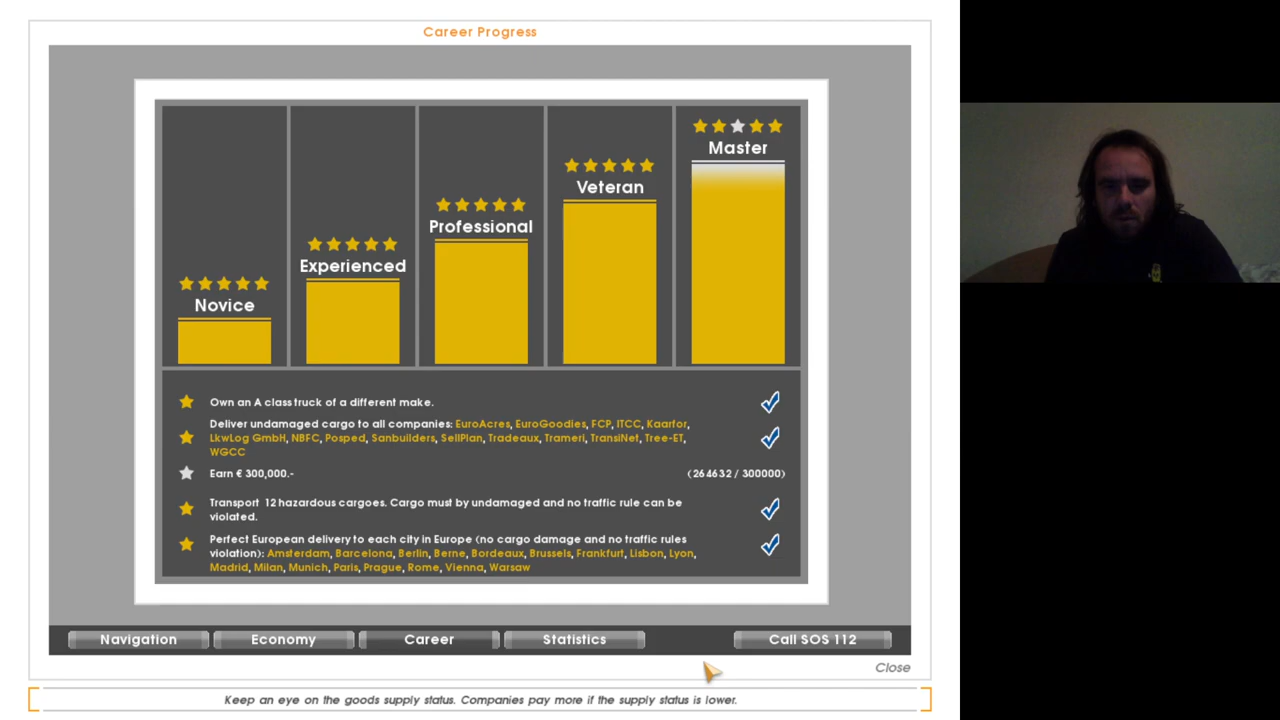 Career Progress
Master
Veteran
Professional
Experienced
Novice
Own an A class truck of a different make.
Deliver undamaged cargo to all companies: EuroAcres, EuroGoodies, FCP, ITCC, Kaarfor,
LkwLog GmbH, NBFC, Posped, Sanbuilders, SellPlan, Tradeaux, Trameri, TransiNet, Tree-ET,
WGCC
Earn € 300,000.- (264632 / 300000)
Transport 12 hazardous cargoes. Cargo must by undamaged and no traffic rule can be
violated.
Perfect European delivery to each city in Europe (no cargo damage and no traffic rules
violation): Amsterdam, Barcelona, Berlin, Berne, Bordeaux, Brussels, Frankfurt, Lisbon, Lyon,
Madrid, Milan, Munich, Paris, Prague, Rome, Vienna, Warsaw
Navigation Economy Career Statistics Call SOS 112
Close
Keep an eye on the goods supply status. Companies pay more if the supply status is lower.